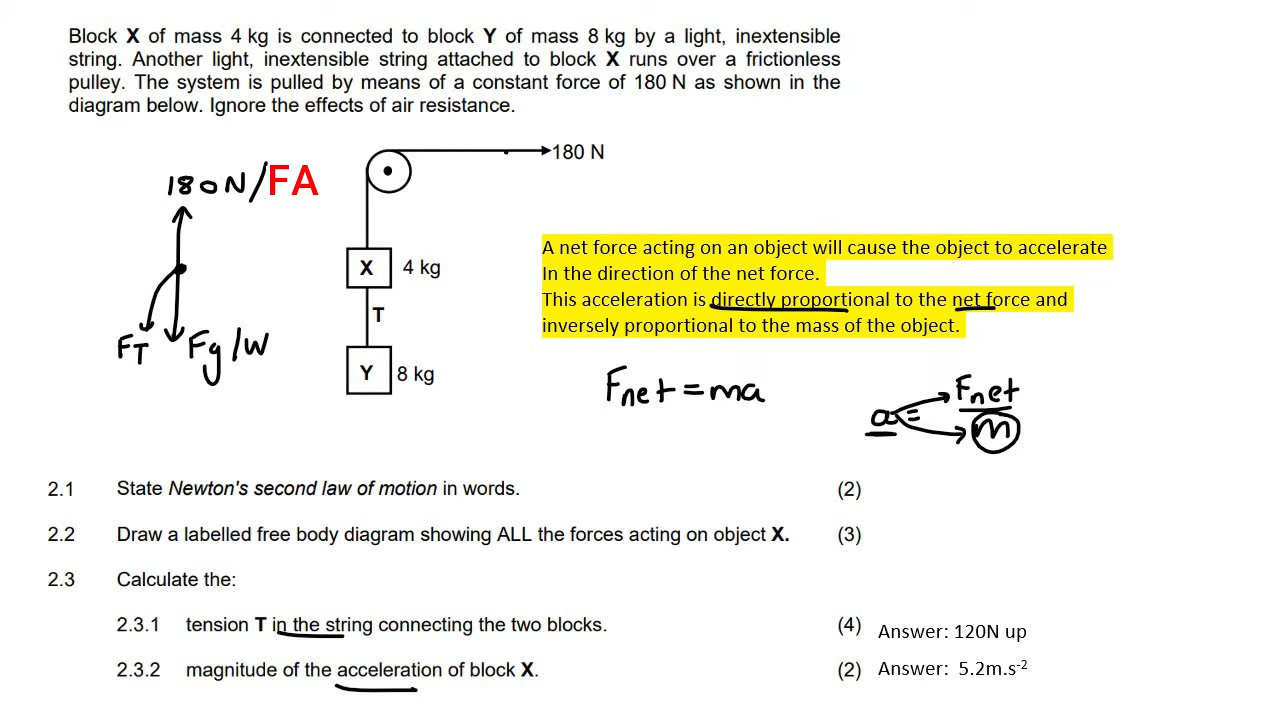 Block X of mass 4 kg is connected to block Y of mass 8 kg by a light, inextensible
string. Another light, inextensible string attached to block X runs over a frictionless
pulley. The system is pulled by means of a constant force of 180 N as shown in the
diagram below. Ignore the effects of air resistance.
180 N
180N/FA
A net force acting on an object will cause the object to accelerate
In the direction of the net force.
This acceleration is directly proportional to the net force and
inversely proportional to the mass of the object.
X 4 kg
T
FT Fg/W
Y 8 kg
Fnet = ma
a = Fnet
m
2.1 State Newton's second law of motion in words. (2)
2.2 Draw a labelled free body diagram showing ALL the forces acting on object X. (3)
2.3 Calculate the:
2.3.1 tension T in the string connecting the two blocks. (4) Answer: 120N up
2.3.2 magnitude of the acceleration of block X. (2) Answer: 5.2m.s⁻²